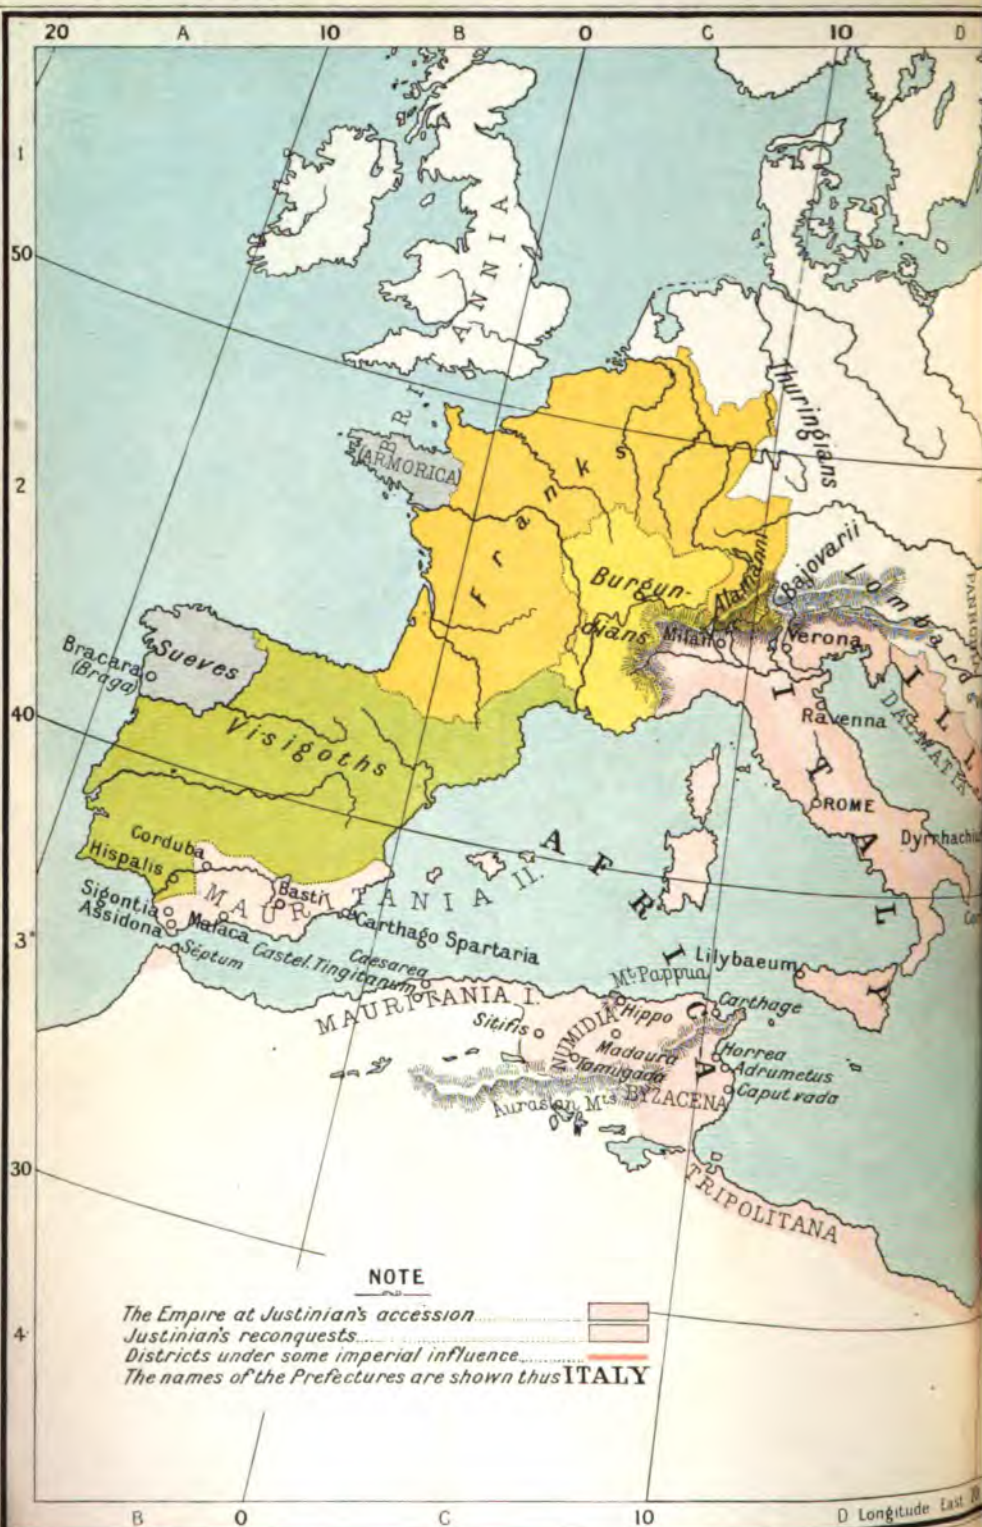 20 A 10 B 0 C 10 D
1
50
2
40
3
30
4
BRITANNIA
ARMORICA
Franks
Thuringians
Burgun-
dians
Alamanni
Bajovarii
Lombards
Sueves
Bracara
(Braga)
Visigoths
Milan
Verona
Ravenna
ITALY
ROME
ILLY
DALMATIA
Dyrrhachiu
Corduba
Hispalis
Sigontia
Assidona
Malaca
Basti
Carthago Spartaria
MAURITANIA II.
AFRICA
Septum
Castel. Tingitanum
Caesarea
MAURITANIA I.
Sitifis
NUMIDIA
Mt. Pappua
Hippo
Lilybaeum
Carthage
Madaura
Tamugada
Horrea
Adrumetus
Caput vada
BYZACENA
Aurasian Mts
TRIPOLITANA
NOTE
The Empire at Justinian's accession
Justinian's reconquests
Districts under some imperial influence
The names of the Prefectures are shown thus ITALY
B 0 C 10 D Longitude East 20